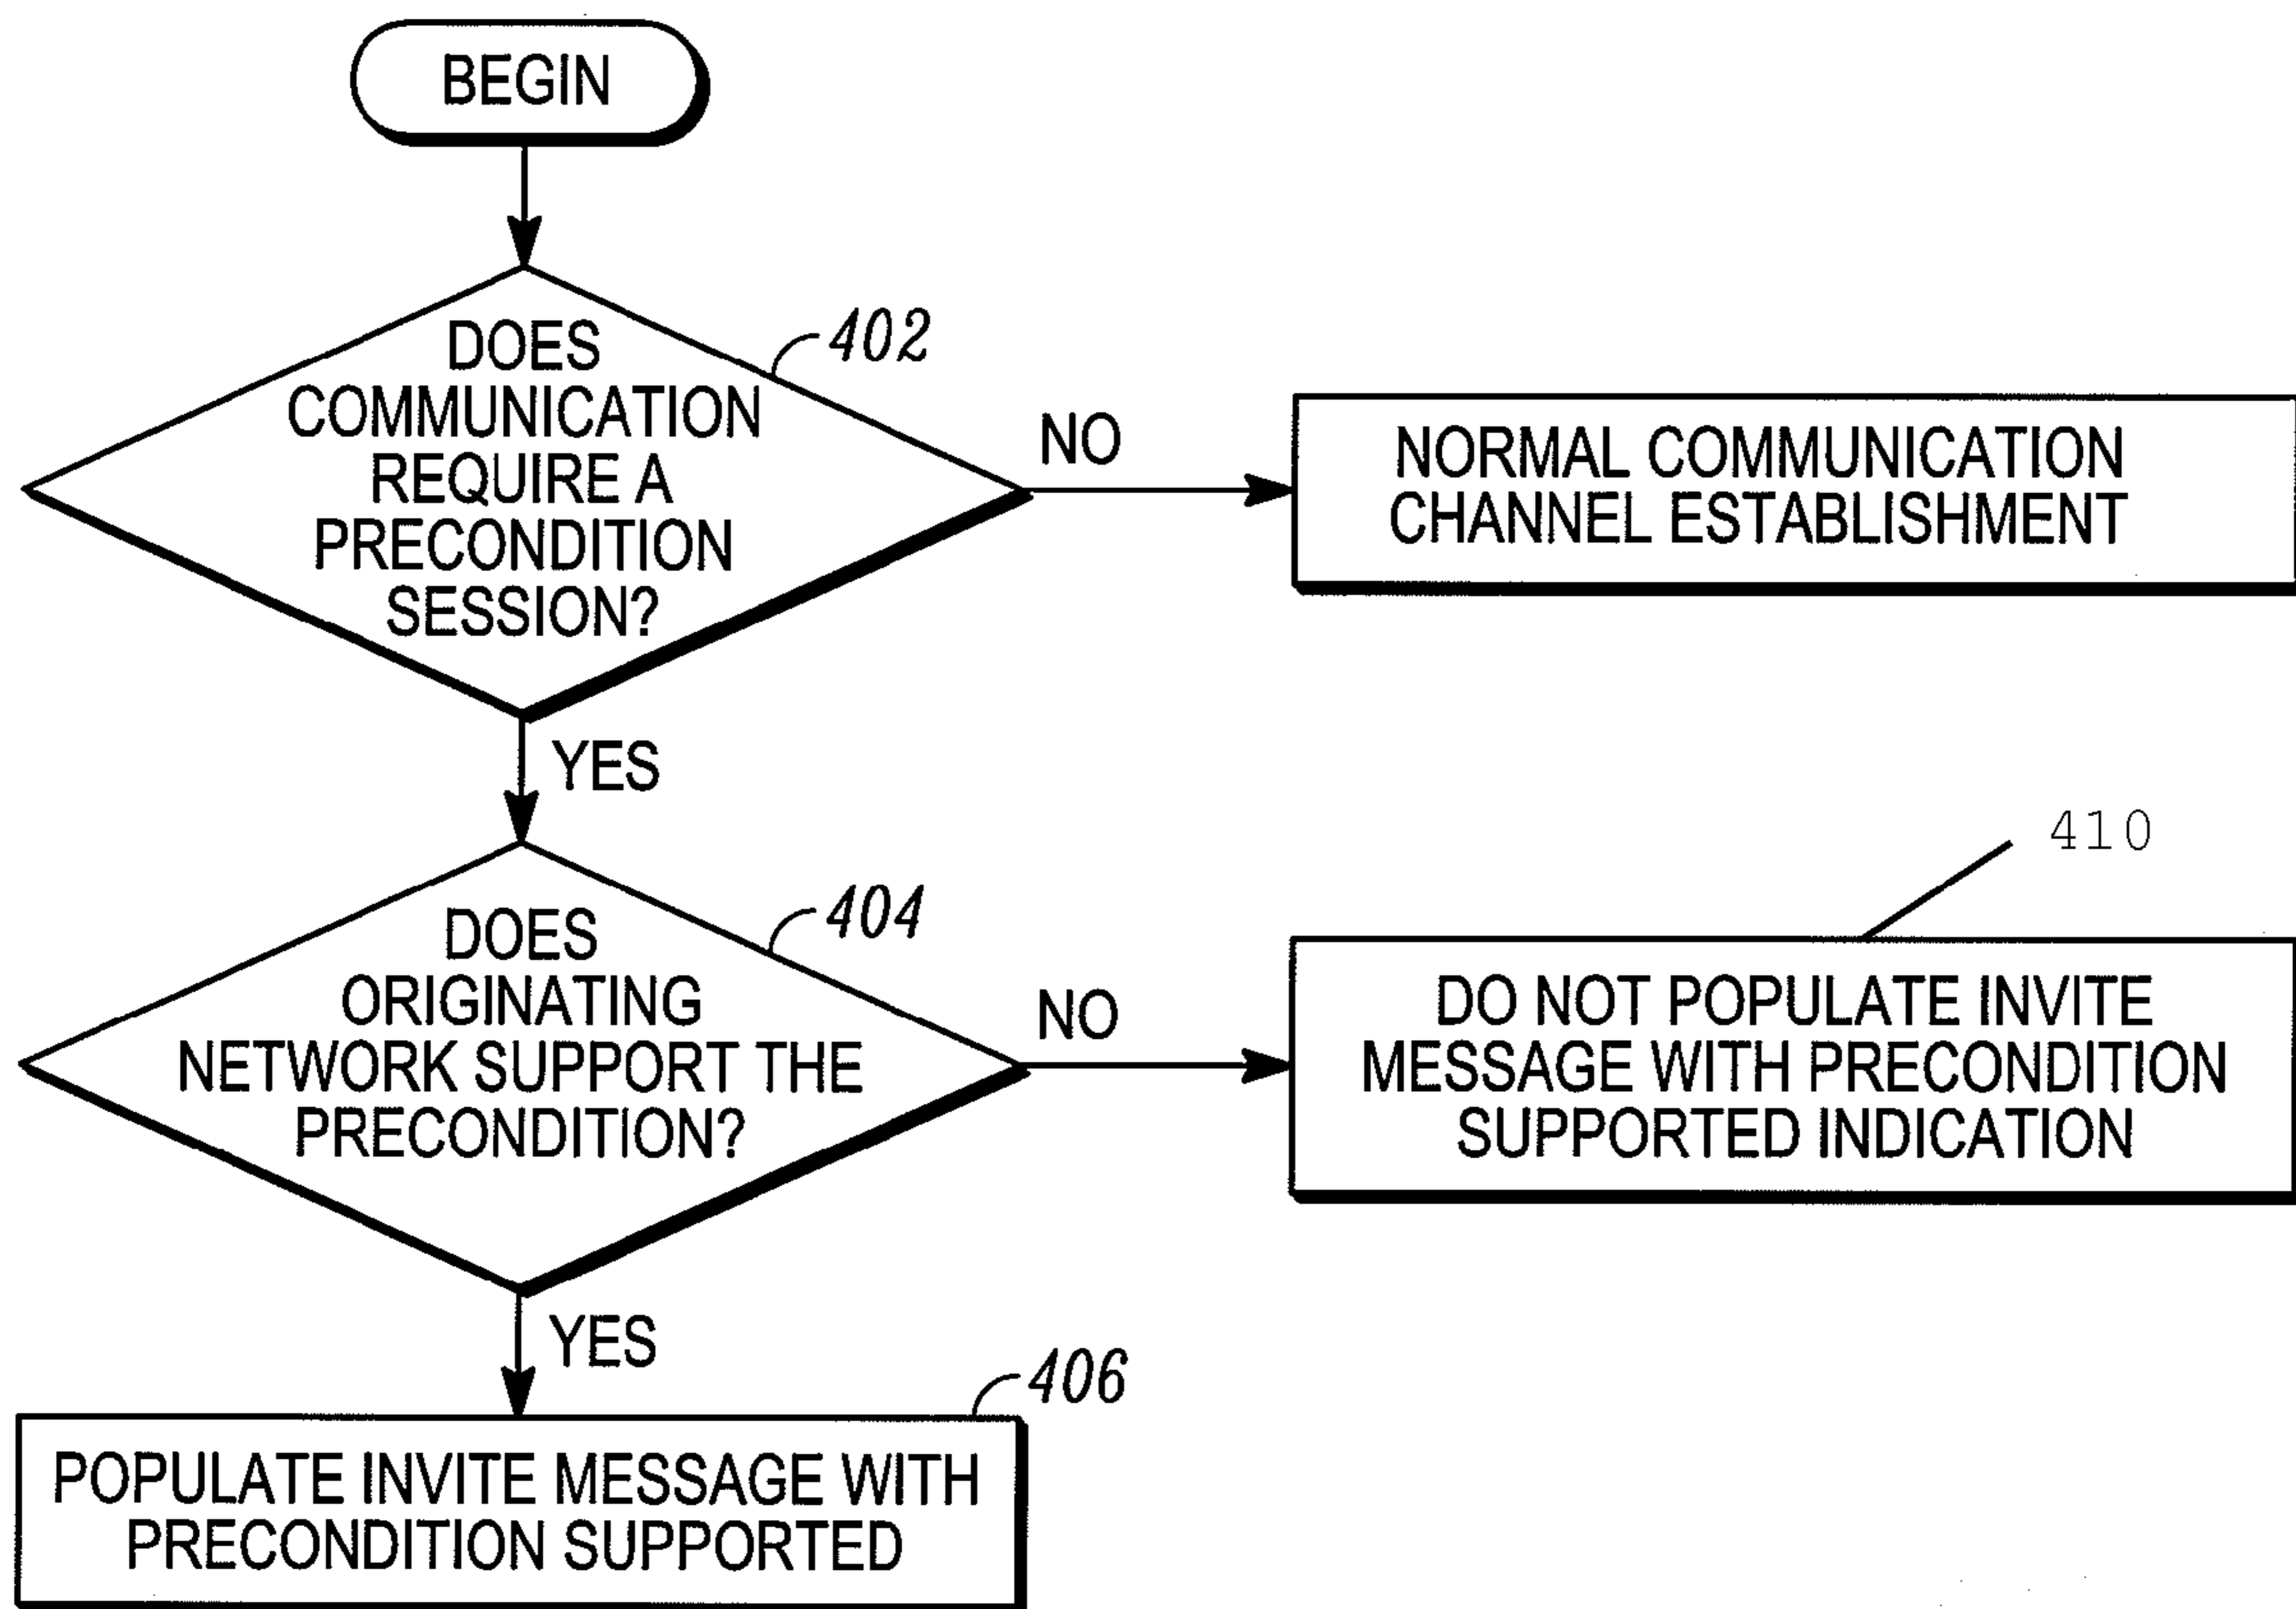 BEGIN
DOES
COMMUNICATION
REQUIRE A
PRECONDITION
SESSION?
402
NO
NORMAL COMMUNICATION
CHANNEL ESTABLISHMENT
YES
DOES
ORIGINATING
NETWORK SUPPORT THE
PRECONDITION?
404
NO
410
DO NOT POPULATE INVITE
MESSAGE WITH PRECONDITION
SUPPORTED INDICATION
YES
406
POPULATE INVITE MESSAGE WITH
PRECONDITION SUPPORTED